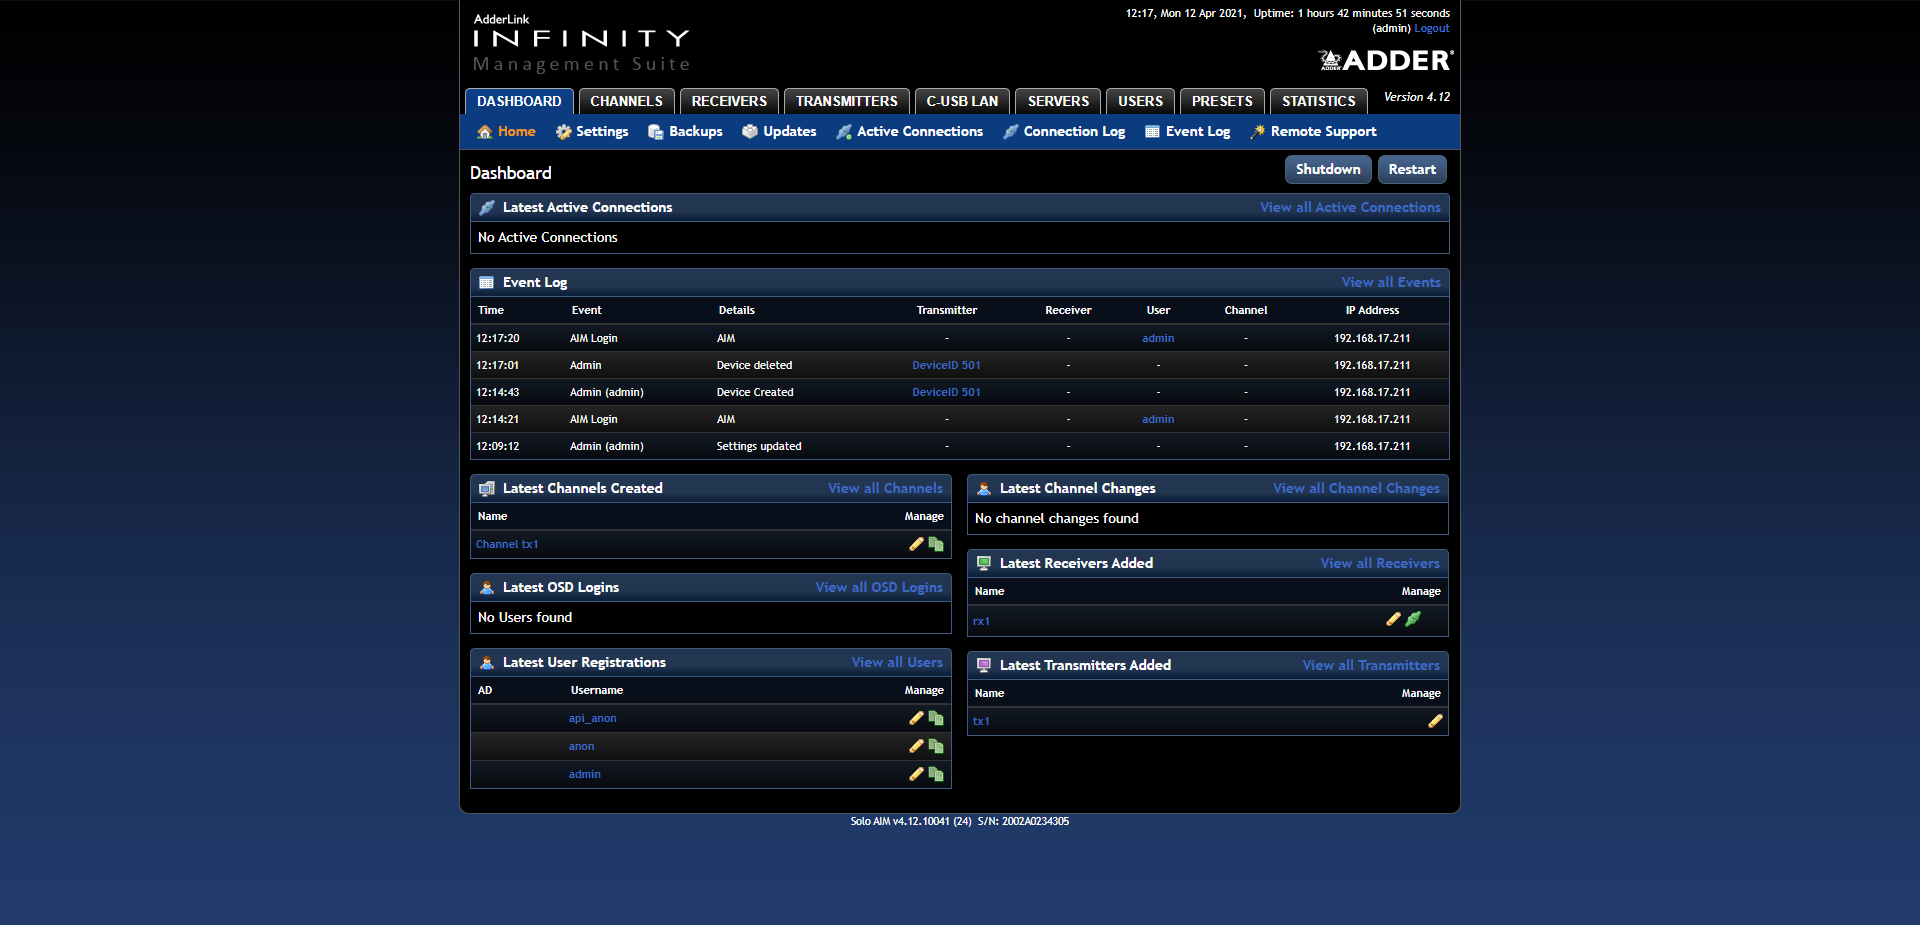 AdderLink
INFINITY
Management Suite
12:17, Mon 12 Apr 2021, Uptime: 1 hours 42 minutes 51 seconds
(admin) Logout
ADDER
ADDER
DASHBOARD CHANNELS RECEIVERS TRANSMITTERS C-USB LAN SERVERS USERS PRESETS STATISTICS Version 4.12
Home Settings Backups Updates Active Connections Connection Log Event Log Remote Support
Dashboard Shutdown Restart
Latest Active Connections View all Active Connections
No Active Connections
Event Log View all Events
Time Event Details Transmitter Receiver User Channel IP Address
12:17:20 AIM Login AIM - - admin - 192.168.17.211
12:17:01 Admin Device deleted DeviceID 501 - - - 192.168.17.211
12:14:43 Admin (admin) Device Created DeviceID 501 - - - 192.168.17.211
12:14:21 AIM Login AIM - - admin - 192.168.17.211
12:09:12 Admin (admin) Settings updated - - - - 192.168.17.211
Latest Channels Created View all Channels
Name Manage
Channel tx1
Latest OSD Logins View all OSD Logins
No Users found
Latest User Registrations View all Users
AD Username Manage
api_anon
anon
admin
Latest Channel Changes View all Channel Changes
No channel changes found
Latest Receivers Added View all Receivers
Name Manage
rx1
Latest Transmitters Added View all Transmitters
Name Manage
tx1
Solo AIM v4.12.10041 (24) S/N: 2002A0234305